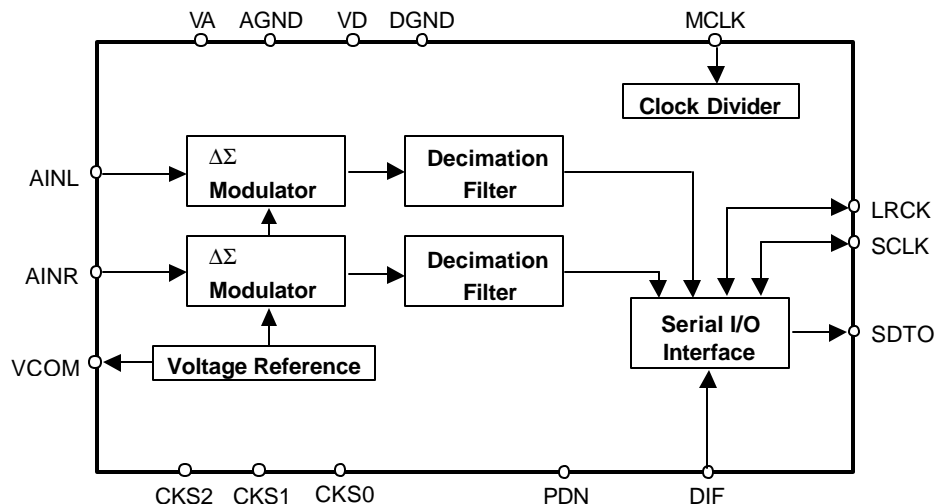 VA AGND VD DGND MCLK
Clock Divider
ΔΣ
Modulator
Decimation
Filter
AINL
LRCK
SCLK
AINR
ΔΣ
Modulator
Decimation
Filter
Serial I/O
Interface
SDTO
VCOM
Voltage Reference
CKS2 CKS1 CKS0 PDN DIF